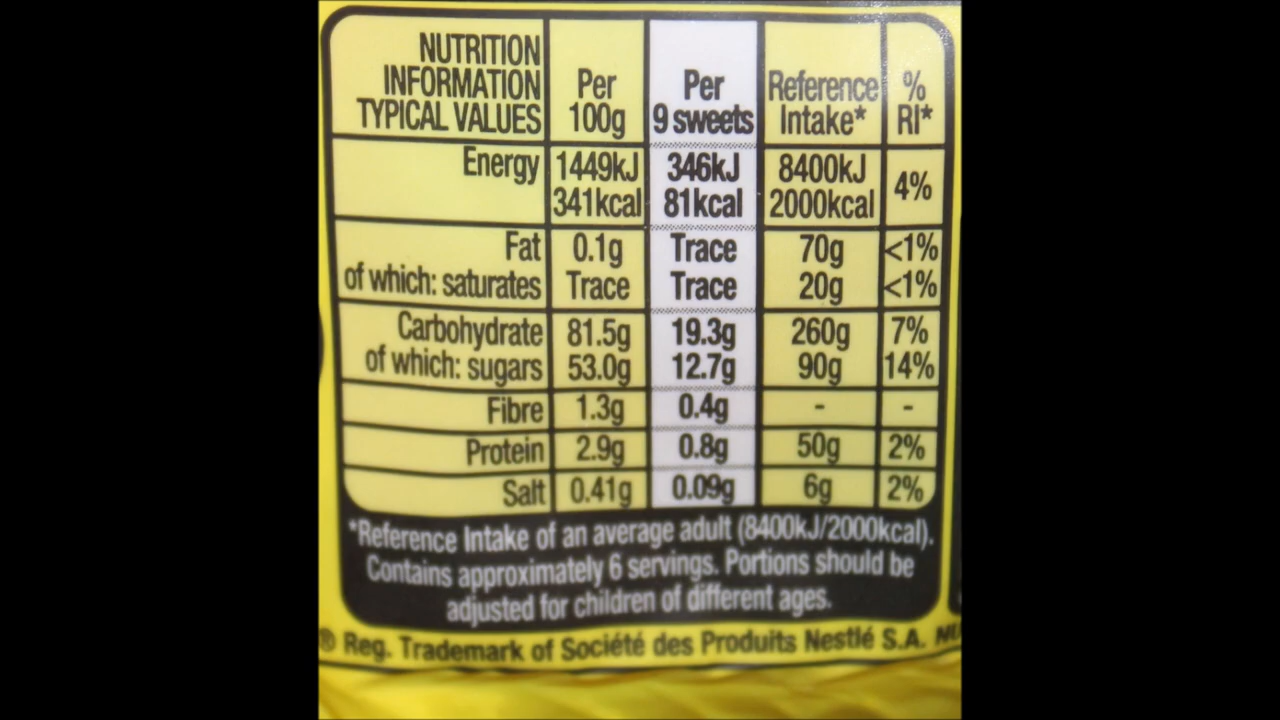 NUTRITION INFORMATION TYPICAL VALUES Per 100g Per 9 sweets Reference Intake* % RI*
Energy 1449kJ 346kJ 8400kJ 4%
341kcal 81kcal 2000kcal
Fat 0.1g Trace 70g <1%
of which: saturates Trace Trace 20g <1%
Carbohydrate 81.5g 19.3g 260g 7%
of which: sugars 53.0g 12.7g 90g 14%
Fibre 1.3g 0.4g - -
Protein 2.9g 0.8g 50g 2%
Salt 0.41g 0.09g 6g 2%
*Reference Intake of an average adult (8400kJ/2000kcal).
Contains approximately 6 servings. Portions should be
adjusted for children of different ages.
® Reg. Trademark of Société des Produits Nestlé S.A.